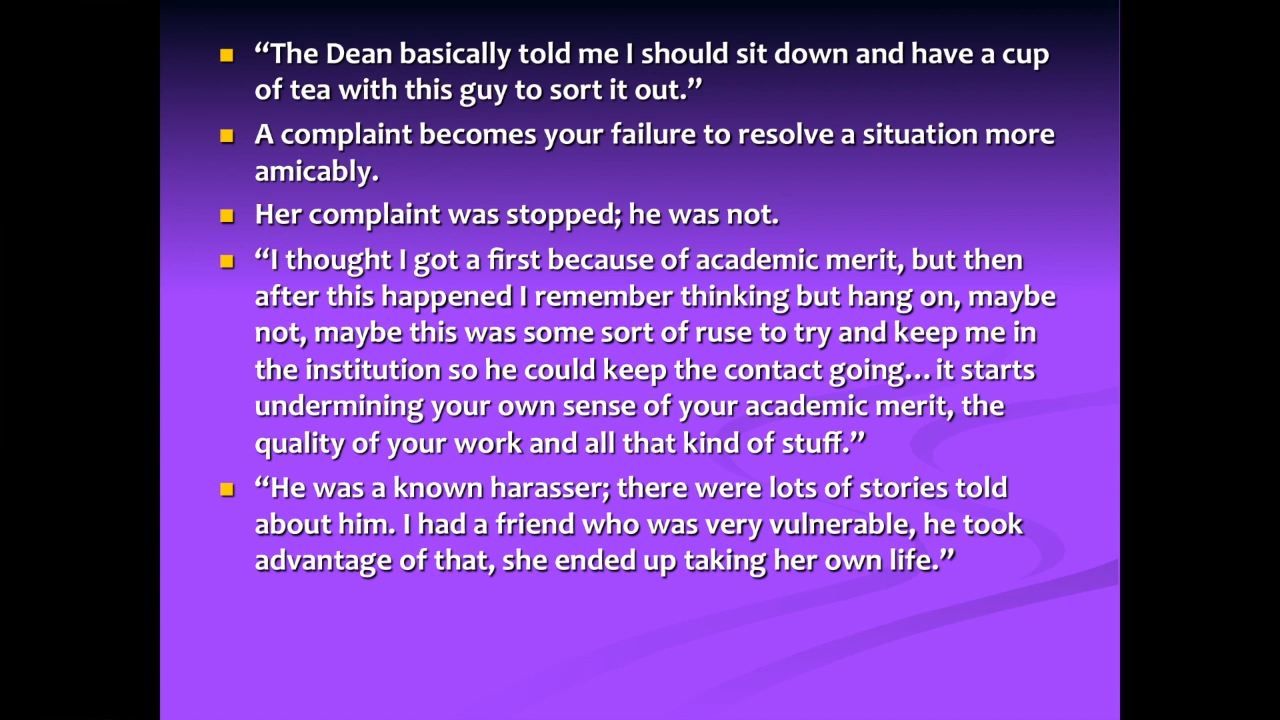 “The Dean basically told me I should sit down and have a cup
of tea with this guy to sort it out.”
A complaint becomes your failure to resolve a situation more
amicably.
Her complaint was stopped; he was not.
“I thought I got a first because of academic merit, but then
after this happened I remember thinking but hang on, maybe
not, maybe this was some sort of ruse to try and keep me in
the institution so he could keep the contact going…it starts
undermining your own sense of your academic merit, the
quality of your work and all that kind of stuff.”
“He was a known harasser; there were lots of stories told
about him. I had a friend who was very vulnerable, he took
advantage of that, she ended up taking her own life.”